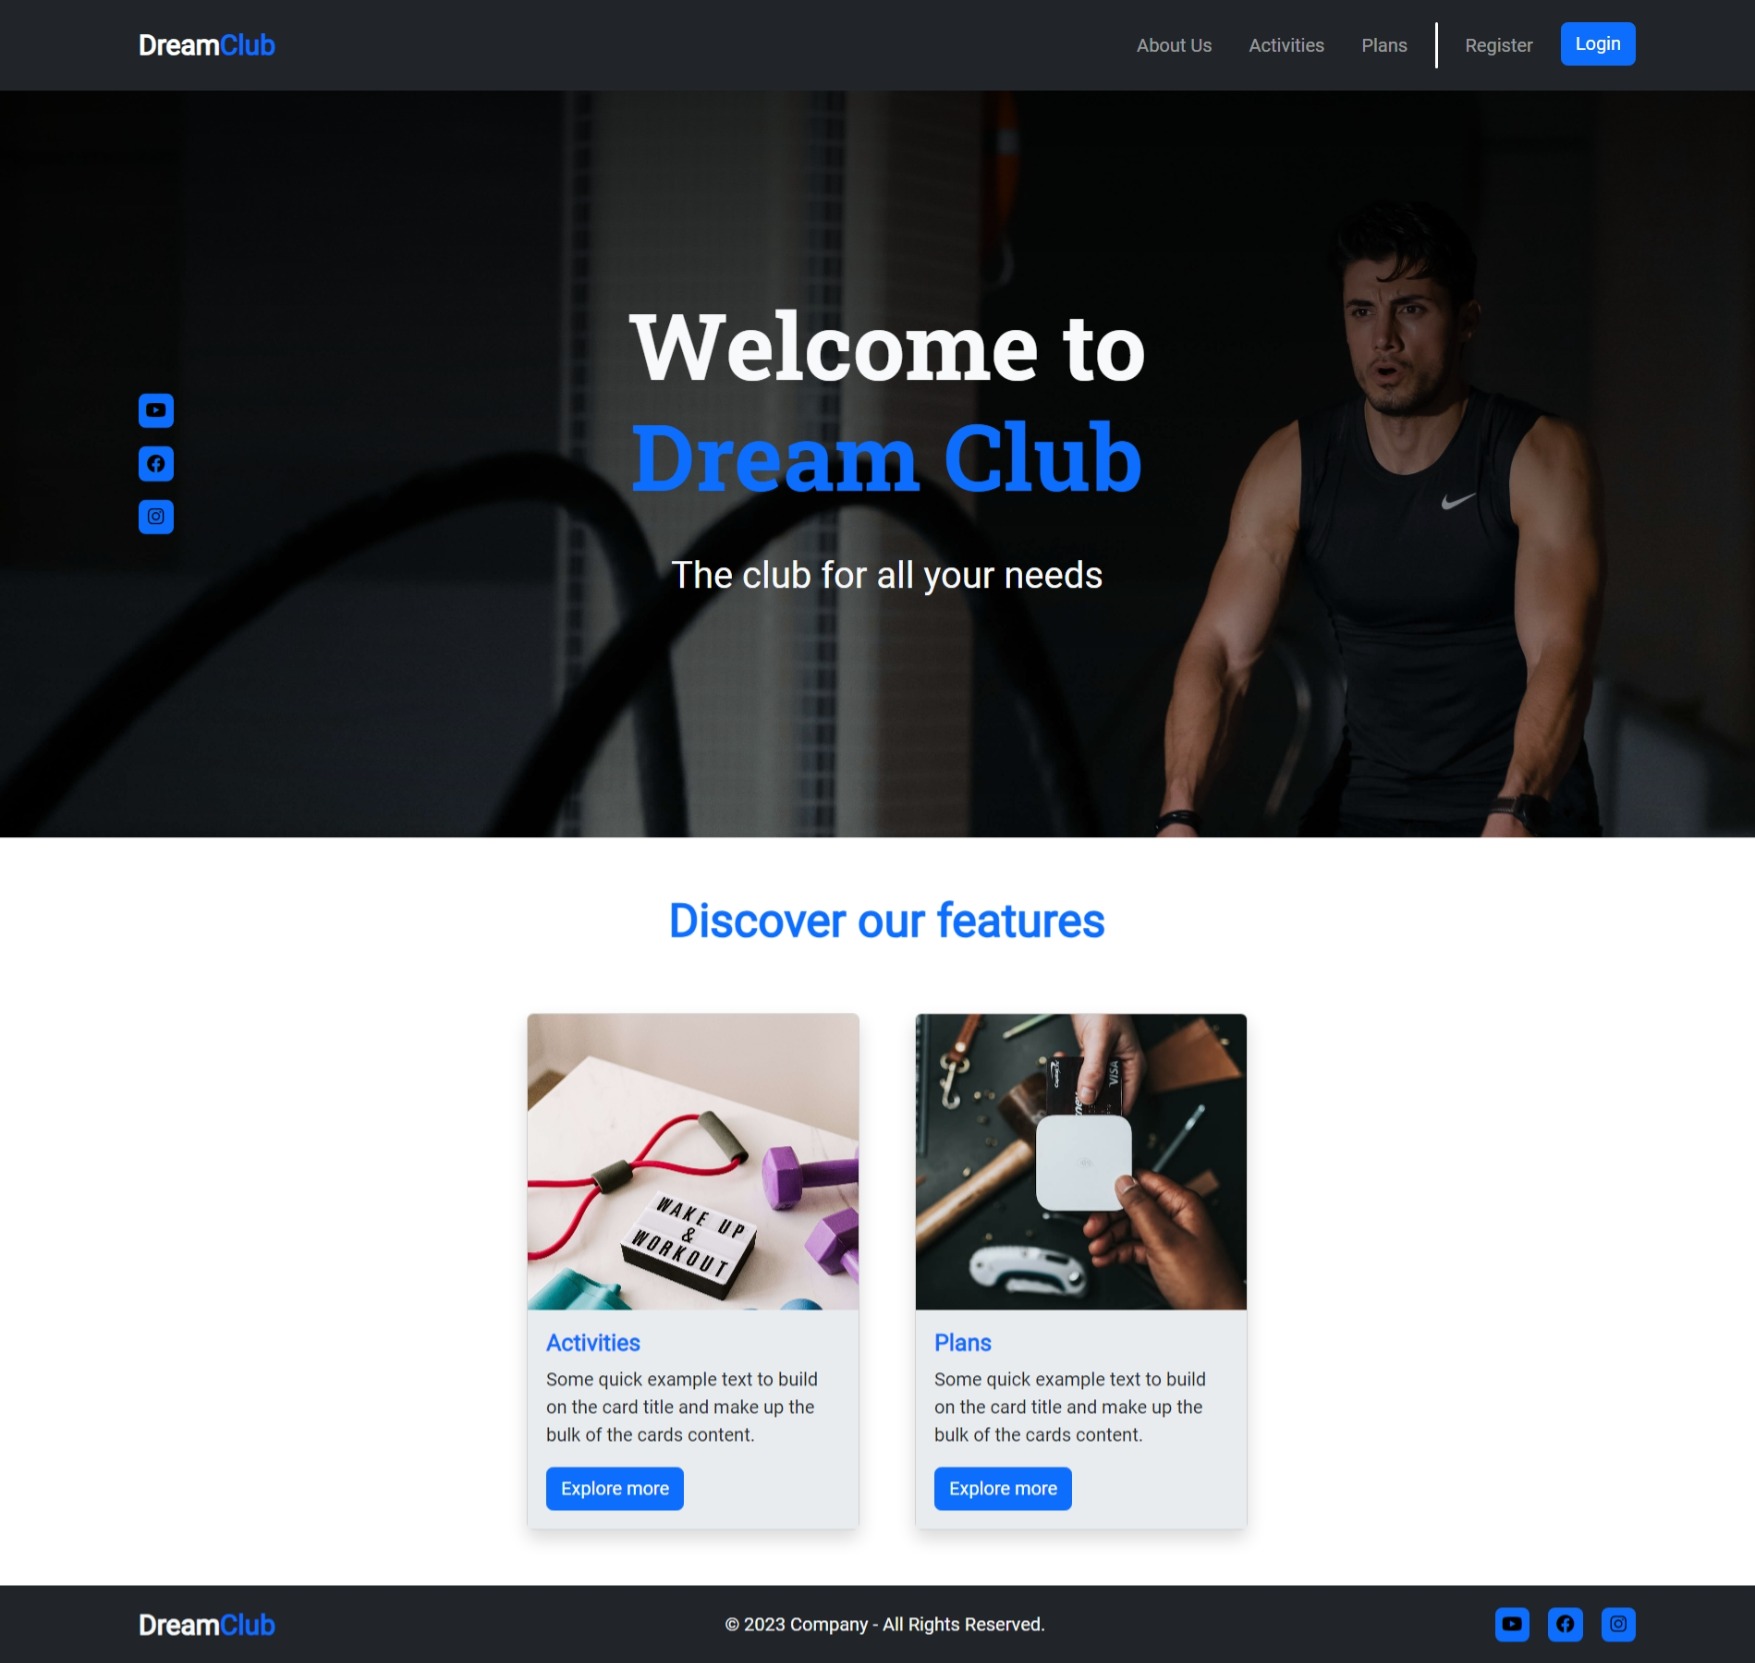 DreamClub
About Us
Activities
Plans
Register
Login
Welcome to
Dream Club
The club for all your needs
Discover our features
WAKE UP
&
WORKOUT
VISA
Activities
Some quick example text to build
on the card title and make up the
bulk of the cards content.
Explore more
Plans
Some quick example text to build
on the card title and make up the
bulk of the cards content.
Explore more
DreamClub
© 2023 Company - All Rights Reserved.